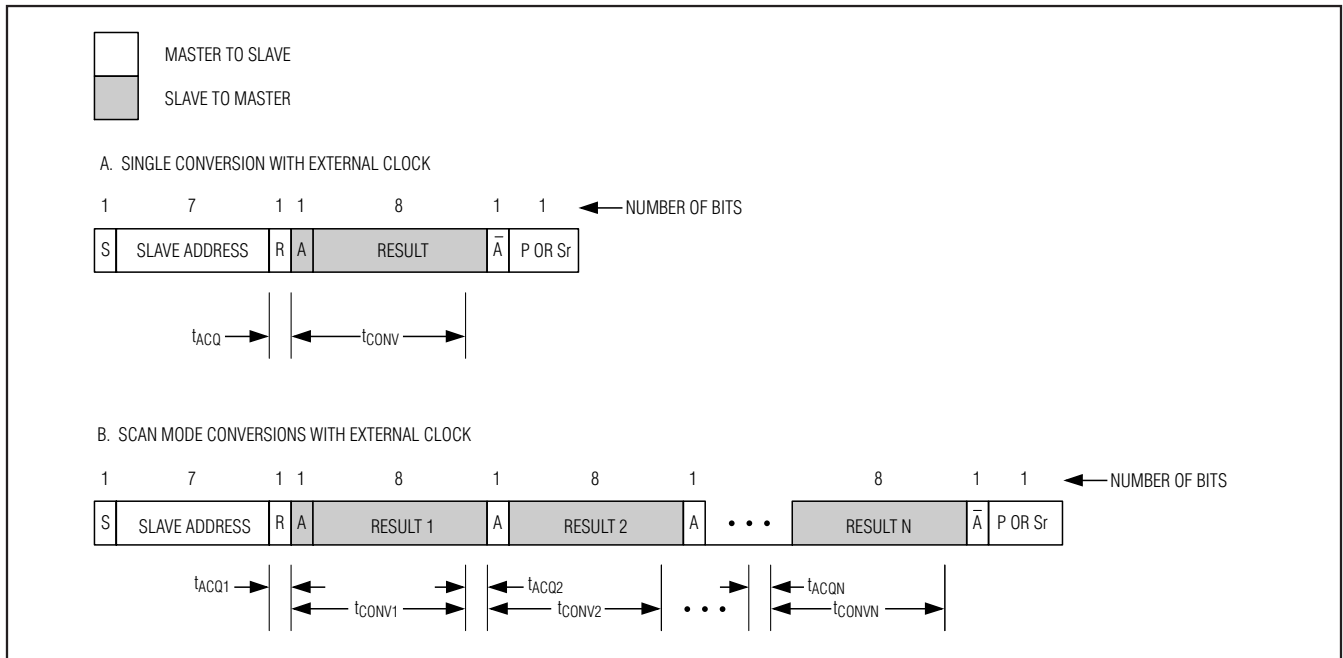 MASTER TO SLAVE
SLAVE TO MASTER
A. SINGLE CONVERSION WITH EXTERNAL CLOCK
1 7 1 1 8 1 1 NUMBER OF BITS
S SLAVE ADDRESS R A RESULT A̅ P OR Sr
tACQ tCONV
B. SCAN MODE CONVERSIONS WITH EXTERNAL CLOCK
1 7 1 1 8 1 8 1 8 1 1 NUMBER OF BITS
S SLAVE ADDRESS R A RESULT 1 A RESULT 2 A • • • RESULT N A̅ P OR Sr
tACQ1 tACQ2 tACQN
tCONV1 tCONV2 • • • tCONVN